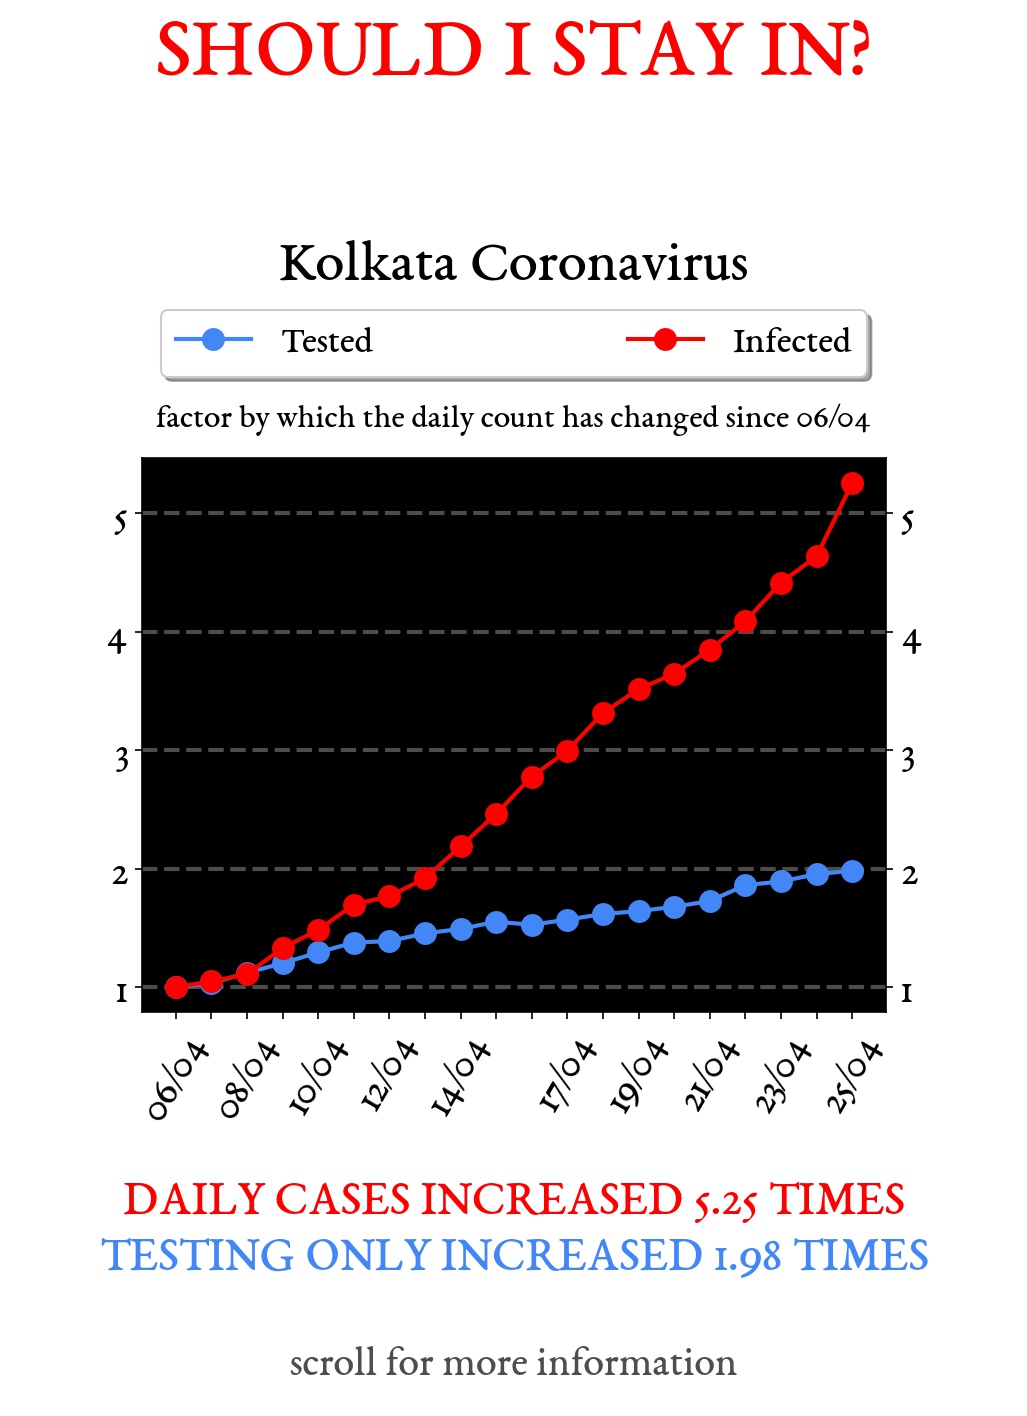 SHOULD I STAY IN?
Kolkata Coronavirus
Tested Infected
factor by which the daily count has changed since 06/04
5 5
4 4
3 3
2 2
1 1
06/04 08/04 10/04 12/04 14/04 17/04 19/04 21/04 23/04 25/04
DAILY CASES INCREASED 5.25 TIMES
TESTING ONLY INCREASED 1.98 TIMES
scroll for more information